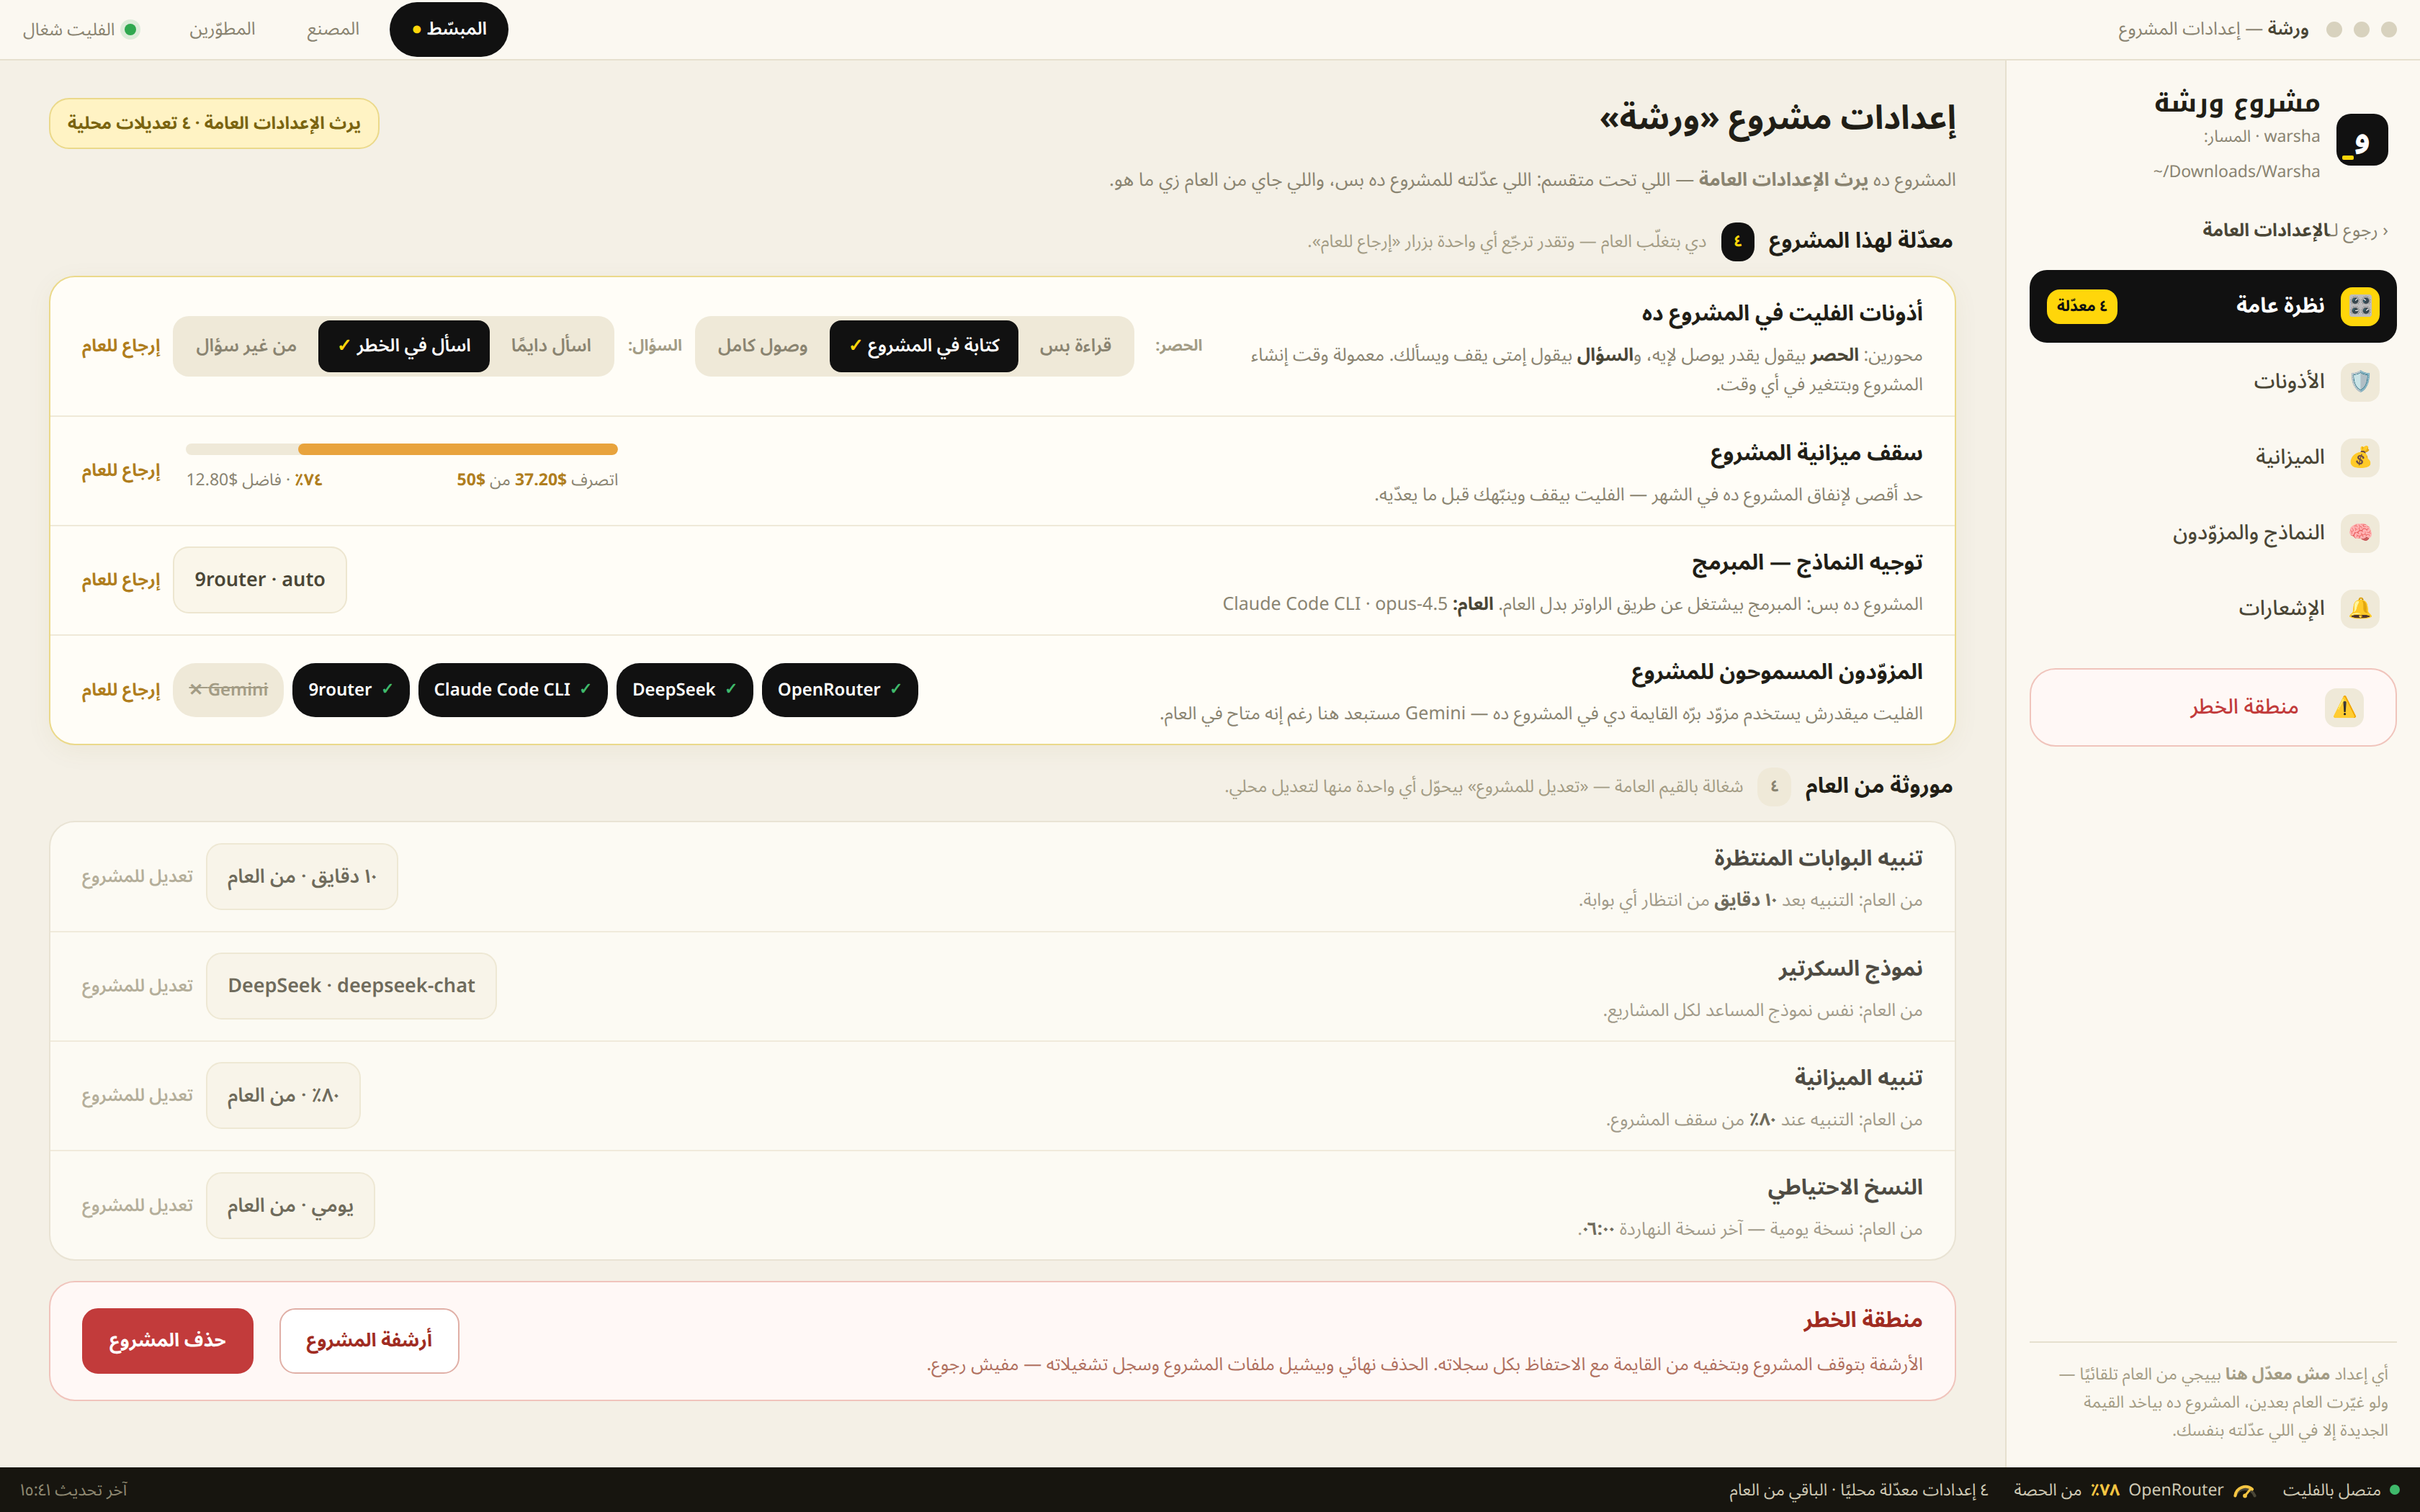 ورشة — إعدادات المشروع
المبسّط
المصنع
المطوّرين
الفليت شغال
و
مشروع ورشة
warsha · المسار:
~/Downloads/Warsha
‹ رجوع للإعدادات العامة
نظرة عامة
٤ معدّلة
الأذونات
الميزانية
النماذج والمزوّدون
الإشعارات
منطقة الخطر
أي إعداد مش معدّل هنا بييجي من العام تلقائيًا —
ولو غيّرت العام بعدين، المشروع ده بياخد القيمة
الجديدة إلا في اللي عدّلته بنفسك.
إعدادات مشروع «ورشة»
يرث الإعدادات العامة · ٤ تعديلات محلية
المشروع ده يرث الإعدادات العامة — اللي تحت متقسم: اللي عدّلته للمشروع ده بس، واللي جاي من العام زي ما هو.
معدّلة لهذا المشروع ٤ دي بتغلّب العام — وتقدر ترجّع أي واحدة بزرار «إرجاع للعام».
أذونات الفليت في المشروع ده
محورين: الحصر بيقول يقدر يوصل لإيه، والسؤال بيقول إمتى يقف ويسألك. معمولة وقت إنشاء
المشروع وبتتغير في أي وقت.
الحصر: قراءة بس كتابة في المشروع ✓ وصول كامل
السؤال: اسأل دايمًا اسأل في الخطر ✓ من غير سؤال
إرجاع للعام
سقف ميزانية المشروع
حد أقصى لإنفاق المشروع ده في الشهر — الفليت بيقف وينبّهك قبل ما يعدّيه.
اتصرف $37.20 من $50
٧٤٪ · فاضل $12.80
إرجاع للعام
توجيه النماذج — المبرمج
المشروع ده بس: المبرمج بيشتغل عن طريق الراوتر بدل العام. العام: Claude Code CLI · opus-4.5
9router · auto
إرجاع للعام
المزوّدون المسموحون للمشروع
الفليت ميقدرش يستخدم مزوّد برّه القايمة دي في المشروع ده — Gemini مستبعد هنا رغم إنه متاح في العام.
✓ OpenRouter
✓ DeepSeek
✓ Claude Code CLI
✓ 9router
✕ Gemini
إرجاع للعام
موروثة من العام ٤ شغالة بالقيم العامة — «تعديل للمشروع» بيحوّل أي واحدة منها لتعديل محلي.
تنبيه البوابات المنتظرة
من العام: التنبيه بعد ١٠ دقايق من انتظار أي بوابة.
١٠ دقايق · من العام
تعديل للمشروع
نموذج السكرتير
من العام: نفس نموذج المساعد لكل المشاريع.
DeepSeek · deepseek-chat
تعديل للمشروع
تنبيه الميزانية
من العام: التنبيه عند ٨٠٪ من سقف المشروع.
٨٠٪ · من العام
تعديل للمشروع
النسخ الاحتياطي
من العام: نسخة يومية — آخر نسخة النهاردة ٠٦:٠٠.
يومي · من العام
تعديل للمشروع
منطقة الخطر
الأرشفة بتوقف المشروع وبتخفيه من القايمة مع الاحتفاظ بكل سجلاته. الحذف نهائي وبيشيل ملفات المشروع وسجل تشغيلاته — مفيش رجوع.
أرشفة المشروع
حذف المشروع
متصل بالفليت
OpenRouter ٧٨٪ من الحصة
٤ إعدادات معدّلة محليًا · الباقي من العام
آخر تحديث ١٥:٤١